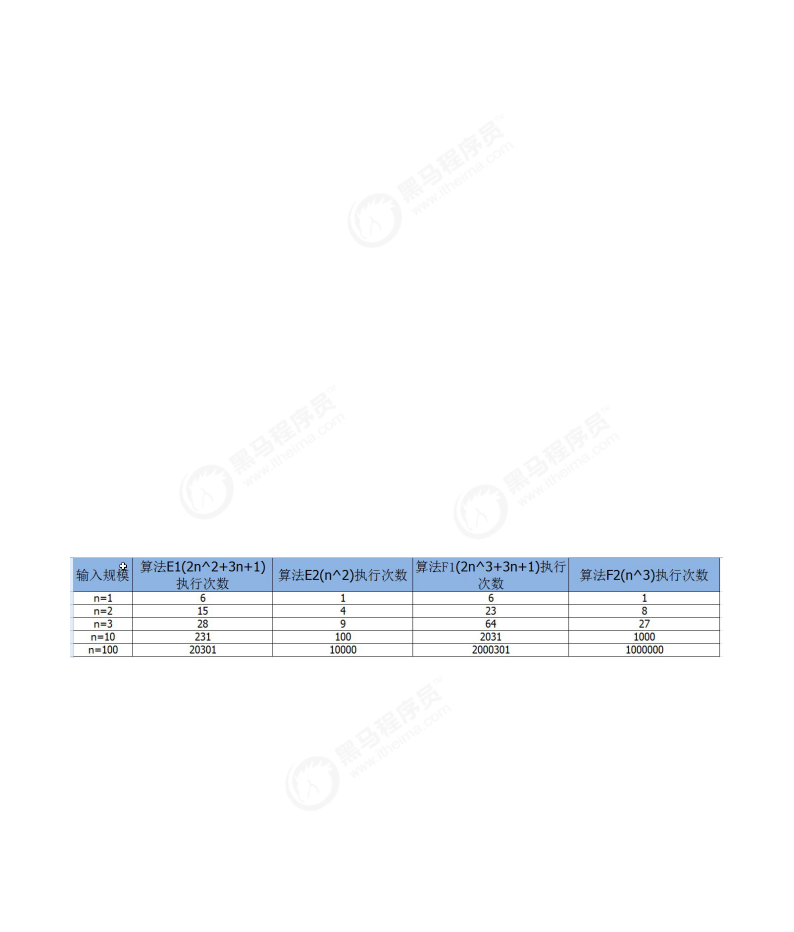 黑马程序员
www.itheima.com
黑马程序员
www.itheima.com
黑马程序员
www.itheima.com
输入规模 算法E1(2n^2+3n+1)执行次数 算法E2(n^2)执行次数 算法F1(2n^3+3n+1)执行次数 算法F2(n^3)执行次数
n=1 6 1 6 1
n=2 15 4 23 8
n=3 28 9 64 27
n=10 231 100 2031 1000
n=100 20301 10000 2000301 1000000
黑马程序员
www.itheima.com